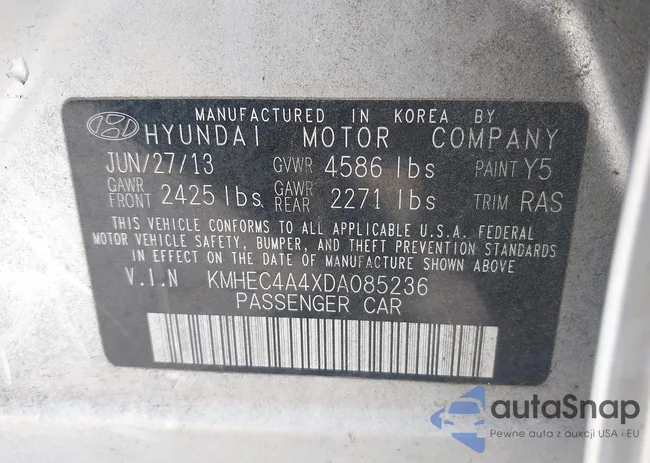 MANUFACTURED IN KOREA BY
HYUNDAI MOTOR COMPANY
JUN/27/13 GVWR 4586 lbs PAINT Y5
GAWR FRONT 2425 lbs GAWR REAR 2271 lbs TRIM RAS
THIS VEHICLE CONFORMS TO ALL APPLICABLE U.S.A. FEDERAL
MOTOR VEHICLE SAFETY, BUMPER, AND THEFT PREVENTION STANDARDS
IN EFFECT ON THE DATE OF MANUFACTURE SHOWN ABOVE
V.I.N KMHEC4A4XDA085236
PASSENGER CAR
autaSnap
Pewne auta z aukcji USA i EU